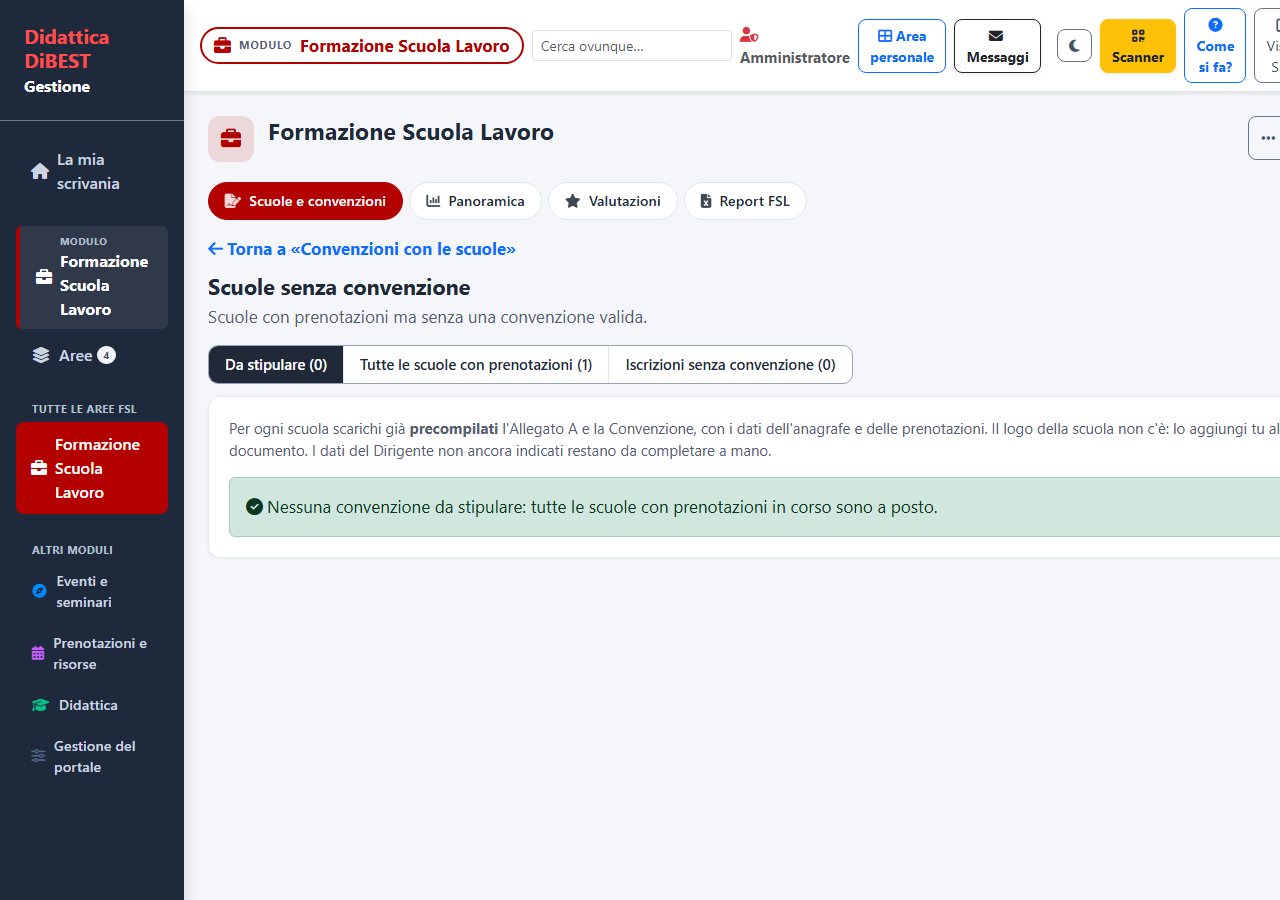 Didattica
DiBEST
Gestione
La mia
scrivania
MODULO
Formazione
Scuola
Lavoro
Aree 4
TUTTE LE AREE FSL
Formazione
Scuola
Lavoro
ALTRI MODULI
Eventi e
seminari
Prenotazioni e
risorse
Didattica
Gestione del
portale
MODULO Formazione Scuola Lavoro
Cerca ovunque...
Amministratore
Area
personale
Messaggi
Scanner
Come
si fa?
Formazione Scuola Lavoro
Scuole e convenzioni
Panoramica
Valutazioni
Report FSL
Torna a «Convenzioni con le scuole»
Scuole senza convenzione
Scuole con prenotazioni ma senza una convenzione valida.
Da stipulare (0)
Tutte le scuole con prenotazioni (1)
Iscrizioni senza convenzione (0)
Per ogni scuola scarichi già precompilati l'Allegato A e la Convenzione, con i dati dell'anagrafe e delle prenotazioni. Il logo della scuola non c'è: lo aggiungi tu al
documento. I dati del Dirigente non ancora indicati restano da completare a mano.
Nessuna convenzione da stipulare: tutte le scuole con prenotazioni in corso sono a posto.